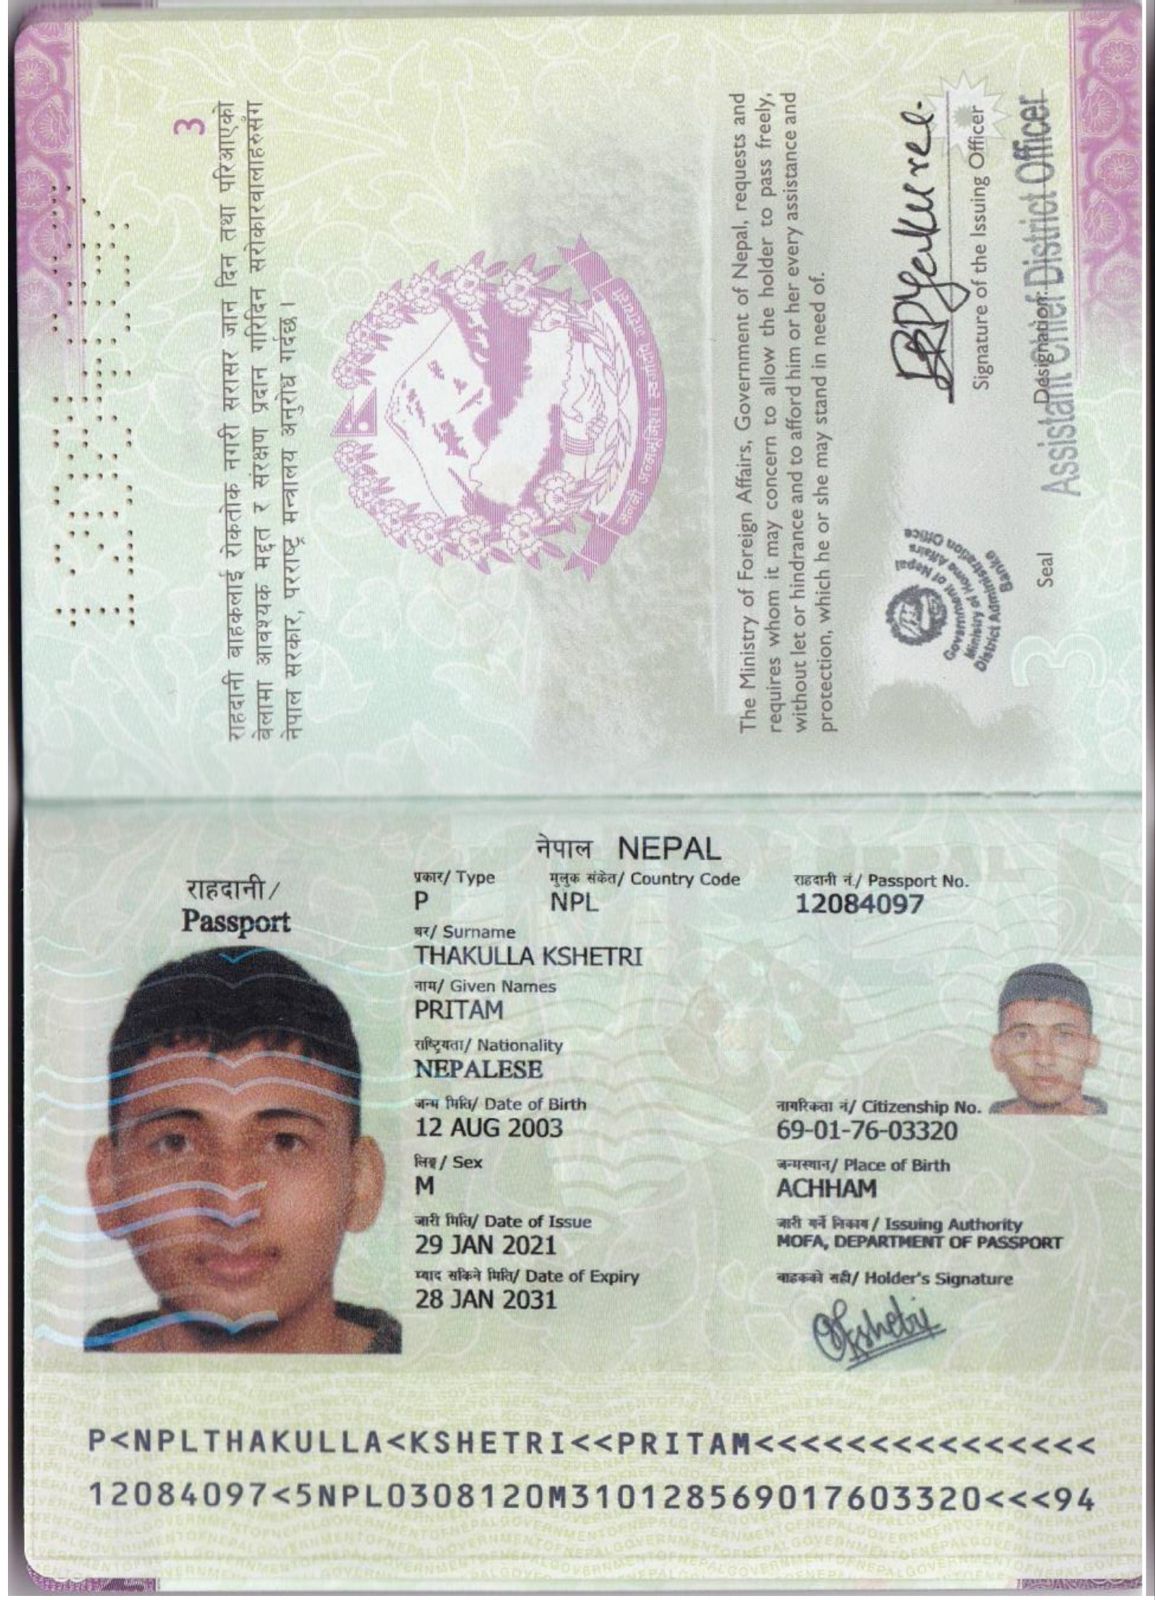 3
राहदानी बाहकलाई रोकतोक नगरी सरासर जान दिन तथा परिआएको
बेलामा आवश्यक मद्दत र संरक्षण प्रदान गरिदिन सरोकारवालाहरुसँग
नेपाल सरकार, परराष्ट्र मन्त्रालय अनुरोध गर्दछ ।
The Ministry of Foreign Affairs, Government of Nepal, requests and
requires whom it may concern to allow the holder to pass freely,
without let or hindrance and to afford him or her every assistance and
protection, which he or she may stand in need of.
Signature of the Issuing Officer
Designation:
Assistant Chief District Officer
Seal
Government of Nepal
Ministry of Home Affairs
District Administration Office
Banke
3
नेपाल NEPAL
राहदानी/
Passport
प्रकार/ Type
P
मुलुक संकेत/ Country Code
NPL
राहदानी नं./ Passport No.
12084097
थर/ Surname
THAKULLA KSHETRI
नाम/ Given Names
PRITAM
राष्ट्रियता/ Nationality
NEPALESE
जन्म मिति/ Date of Birth
12 AUG 2003
नागरिकता नं/ Citizenship No.
69-01-76-03320
लिङ्ग/ Sex
M
जन्मस्थान/ Place of Birth
ACHHAM
जारी मिति/ Date of Issue
29 JAN 2021
जारी गर्ने निकाय/ Issuing Authority
MOFA, DEPARTMENT OF PASSPORT
म्याद सकिने मिति/ Date of Expiry
28 JAN 2031
वाहकको सही/ Holder's Signature
Kshetri
P<NPLTHAKULLA<KSHETRI<<PRITAM<<<<<<<<<<<<<<<
12084097<5NPL0308120M310128569017603320<<<94